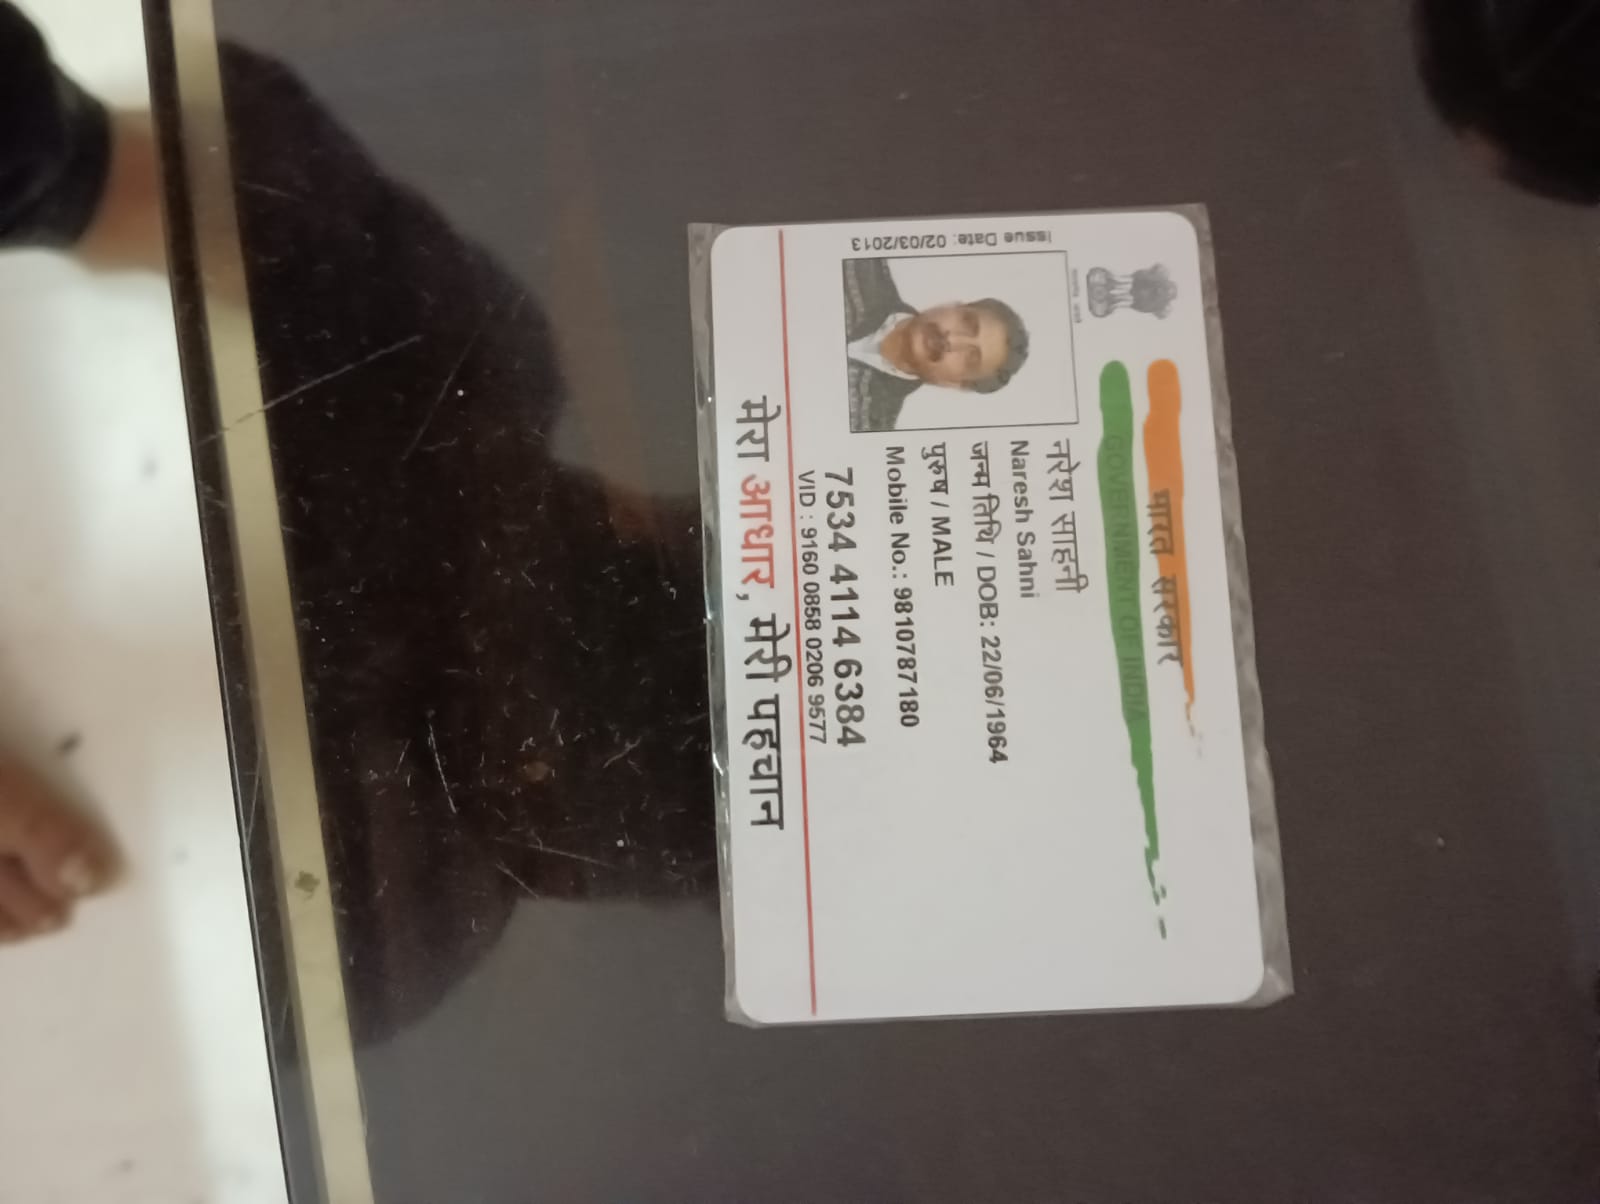 भारत सरकार
GOVERNMENT OF INDIA
Issue Date: 02/03/2013
नरेश साहनी
Naresh Sahni
जन्म तिथि / DOB: 22/06/1964
पुरुष / MALE
Mobile No.: 9810787180
7534 4114 6384
VID : 9160 0858 0206 9577
मेरा आधार, मेरी पहचान